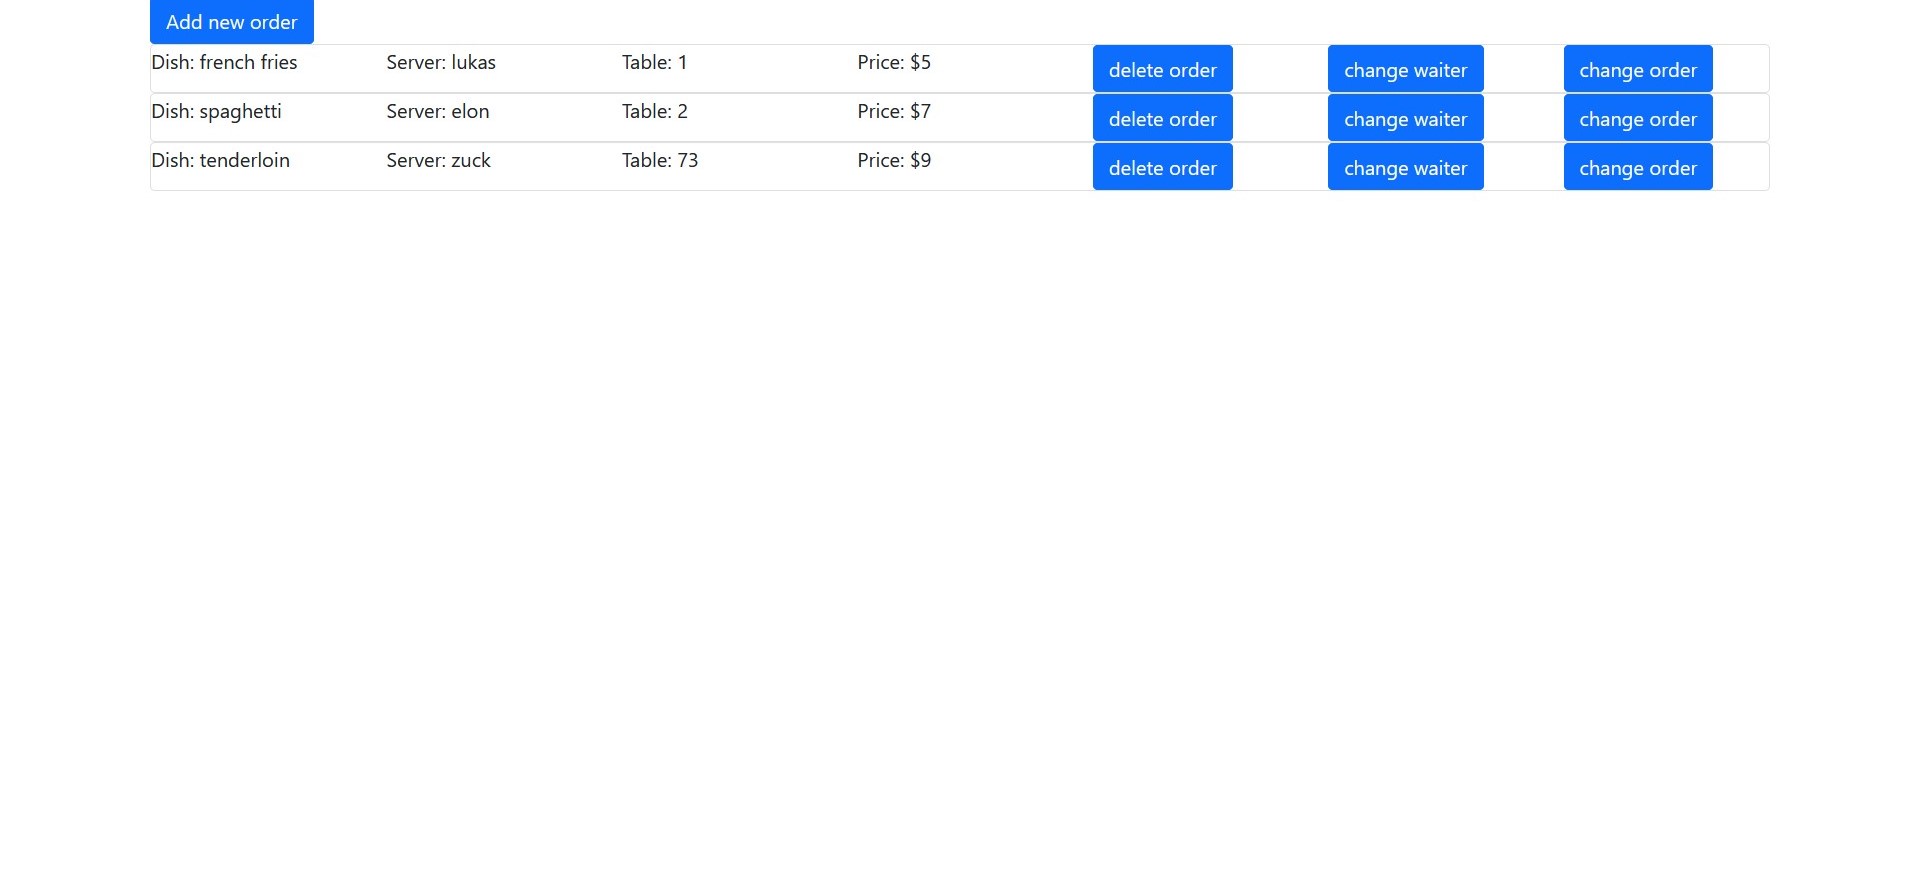 Add new order
Dish: french fries Server: lukas Table: 1 Price: $5 delete order change waiter change order
Dish: spaghetti Server: elon Table: 2 Price: $7 delete order change waiter change order
Dish: tenderloin Server: zuck Table: 73 Price: $9 delete order change waiter change order